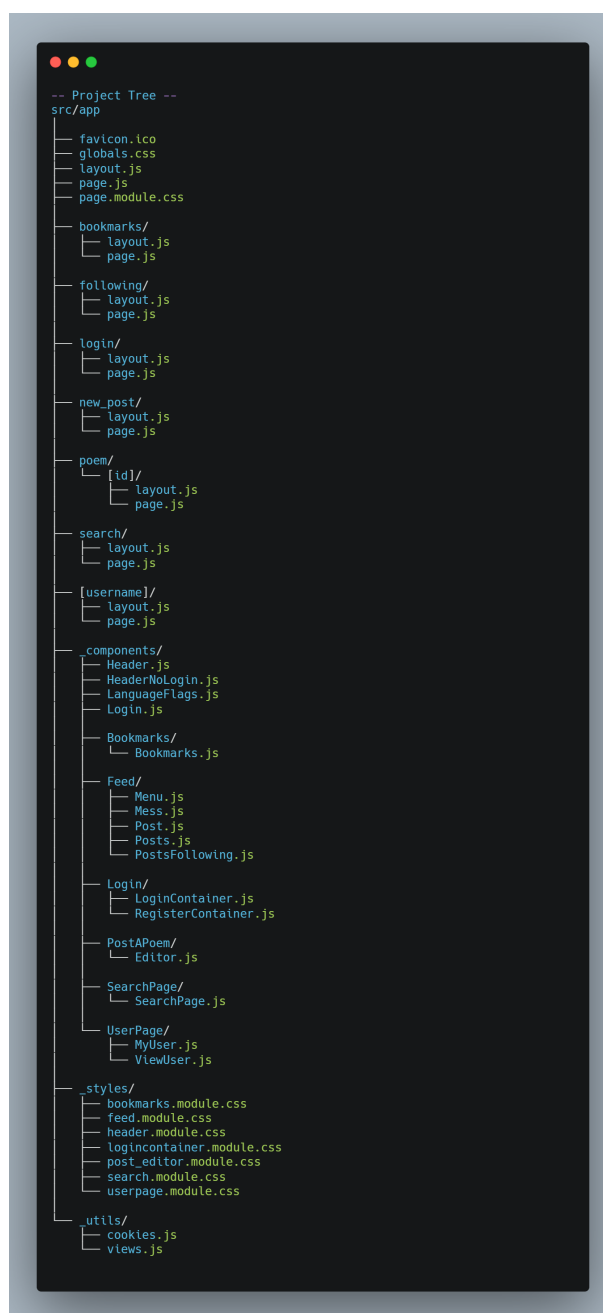 -- Project Tree --
src/app
│
├── favicon.ico
├── globals.css
├── layout.js
├── page.js
├── page.module.css
│
├── bookmarks/
│   ├── layout.js
│   └── page.js
│
├── following/
│   ├── layout.js
│   └── page.js
│
├── login/
│   ├── layout.js
│   └── page.js
│
├── new_post/
│   ├── layout.js
│   └── page.js
│
├── poem/
│   └── [id]/
│       ├── layout.js
│       └── page.js
│
├── search/
│   ├── layout.js
│   └── page.js
│
├── [username]/
│   ├── layout.js
│   └── page.js
│
├── _components/
│   ├── Header.js
│   ├── HeaderNoLogin.js
│   ├── LanguageFlags.js
│   ├── Login.js
│   │
│   ├── Bookmarks/
│   │   └── Bookmarks.js
│   │
│   ├── Feed/
│   │   ├── Menu.js
│   │   ├── Mess.js
│   │   ├── Post.js
│   │   ├── Posts.js
│   │   └── PostsFollowing.js
│   │
│   ├── Login/
│   │   ├── LoginContainer.js
│   │   └── RegisterContainer.js
│   │
│   ├── PostAPoem/
│   │   └── Editor.js
│   │
│   ├── SearchPage/
│   │   └── SearchPage.js
│   │
│   └── UserPage/
│       ├── MyUser.js
│       └── ViewUser.js
│
├── _styles/
│   ├── bookmarks.module.css
│   ├── feed.module.css
│   ├── header.module.css
│   ├── logincontainer.module.css
│   ├── post_editor.module.css
│   ├── search.module.css
│   └── userpage.module.css
│
└── _utils/
    ├── cookies.js
    └── views.js